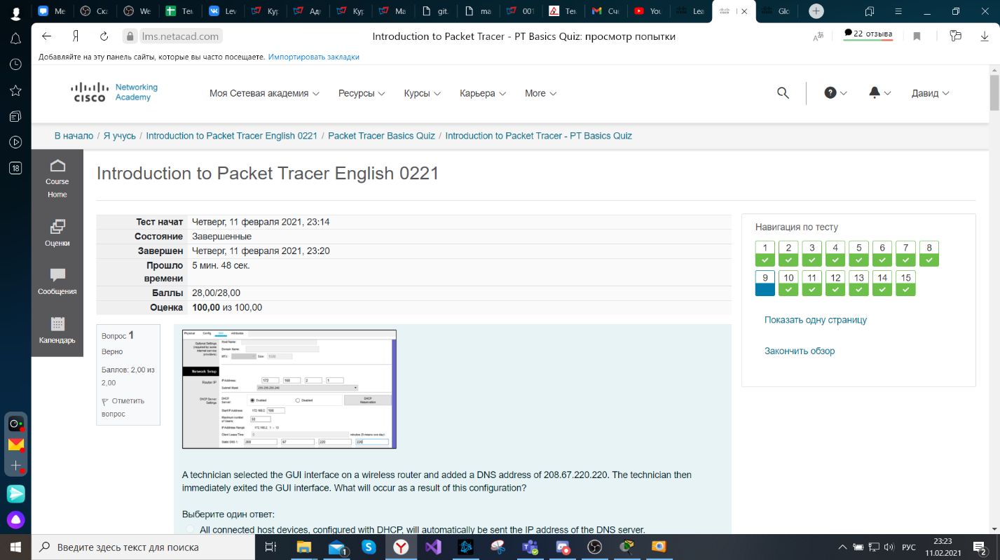 Ме
Ска
We
Тем
Lev
Кур
Ад
Кур
Ма
git.
ma
001
Тем
Сче
You
Lea
Glo
Я
lms.netacad.com
Introduction to Packet Tracer - PT Basics Quiz: просмотр попытки
22 отзыва
Добавляйте на эту панель сайты, которые вы часто посещаете. Импортировать закладки
CISCO Networking Academy
Моя Сетевая академия
Ресурсы
Курсы
Карьера
More
Давид
В начало / Я учусь / Introduction to Packet Tracer English 0221 / Packet Tracer Basics Quiz / Introduction to Packet Tracer - PT Basics Quiz
18
Course
Home
Оценки
Сообщения
Календарь
Introduction to Packet Tracer English 0221
Тест начат Четверг, 11 февраля 2021, 23:14
Состояние Завершенные
Завершен Четверг, 11 февраля 2021, 23:20
Прошло времени 5 мин. 48 сек.
Баллы 28,00/28,00
Оценка 100,00 из 100,00
Навигация по тесту
1 2 3 4 5 6 7 8
9 10 11 12 13 14 15
Показать одну страницу
Закончить обзор
Вопрос 1
Верно
Баллов: 2,00 из
2,00
Отметить
вопрос
Physical Config GUI Attributes
Optional Settings
(required by some
internet service
providers)
Host Name:
Domain Name:
MTU: Size: 1500
Network Setup
Router IP
IP Address: 172 . 168 . 2 . 1
Subnet Mask: 255.255.255.240
DHCP Server
Settings
DHCP
Server: Enabled Disabled DHCP
Reservation
Start IP Address: 172.168.2. 100
Maximum number
of Users: 50
IP Address Range: 172.168.2. 1 - 13
Client Lease Time: 0 minutes (0 means one day)
Static DNS 1: 208 . 67 . 220 . 220
A technician selected the GUI interface on a wireless router and added a DNS address of 208.67.220.220. The technician then
immediately exited the GUI interface. What will occur as a result of this configuration?
Выберите один ответ:
All connected host devices, configured with DHCP, will automatically be sent the IP address of the DNS server.
Введите здесь текст для поиска
1
РУС
23:23
11.02.2021
2